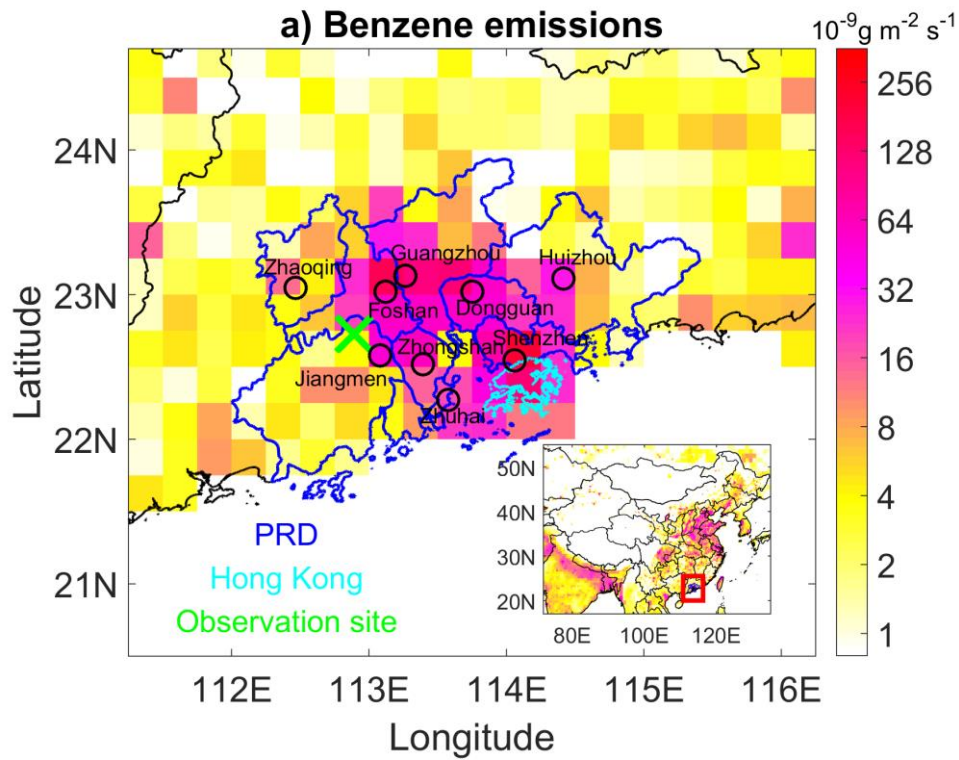 a) Benzene emissions
10⁻⁹g m⁻² s⁻¹
256
128
64
32
16
8
4
2
1
24N
23N
22N
21N
Latitude
Guangzhou
Huizhou
Zhaoqing
Foshan
Dongguan
Shenzhen
Zhongshan
Jiangmen
Zhuhai
PRD
Hong Kong
Observation site
50N
40N
30N
20N
80E
100E
120E
112E
113E
114E
115E
116E
Longitude